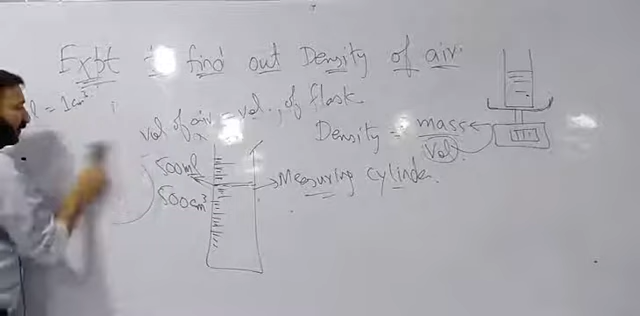 Expt to find out Density of air.
= 1cm³
vol of air = vol. of flask
Density = mass
Vol
500ml
500cm³
Measuring cylinder.